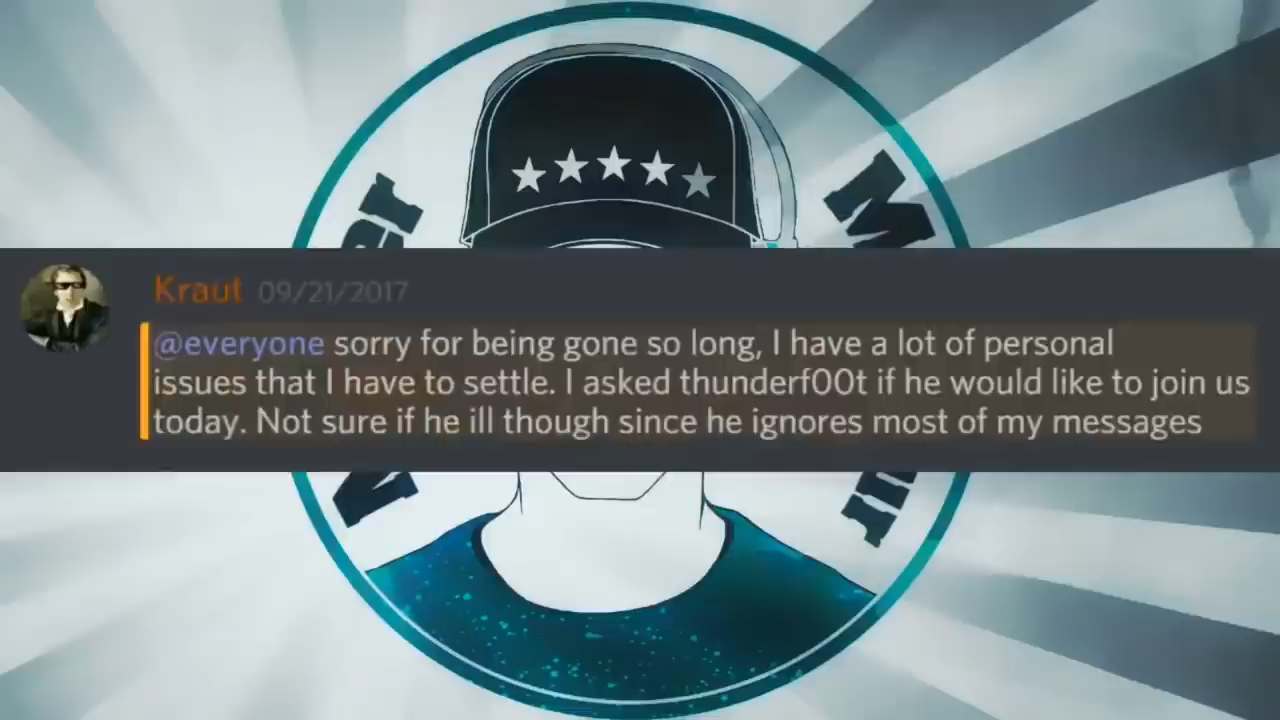 Kraut 09/21/2017
@everyone sorry for being gone so long, I have a lot of personal
issues that I have to settle. I asked thunderf00t if he would like to join us
today. Not sure if he ill though since he ignores most of my messages